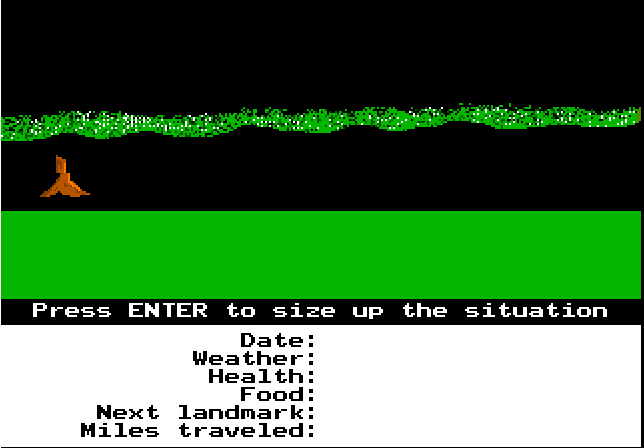 Press ENTER to size up the situation
Date:
Weather:
Health:
Food:
Next landmark:
Miles traveled: